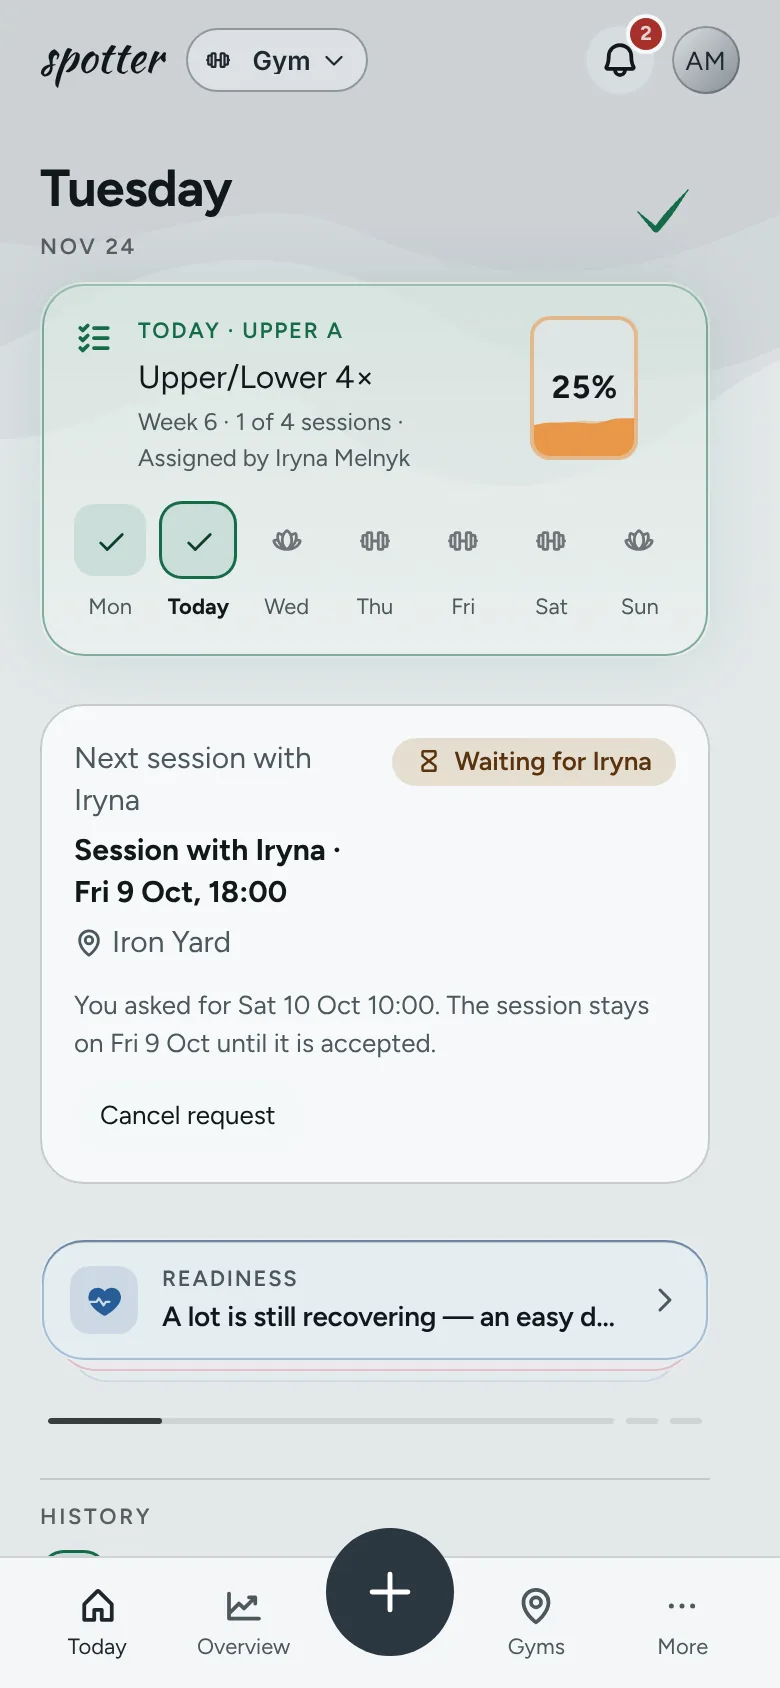 spotter
Gym
2
AM
Tuesday
NOV 24
TODAY · UPPER A
Upper/Lower 4×
Week 6 · 1 of 4 sessions ·
Assigned by Iryna Melnyk
25%
Mon Today Wed Thu Fri Sat Sun
Next session with
Iryna
Waiting for Iryna
Session with Iryna ·
Fri 9 Oct, 18:00
Iron Yard
You asked for Sat 10 Oct 10:00. The session stays
on Fri 9 Oct until it is accepted.
Cancel request
READINESS
A lot is still recovering — an easy d...
HISTORY
Today Overview Gyms More